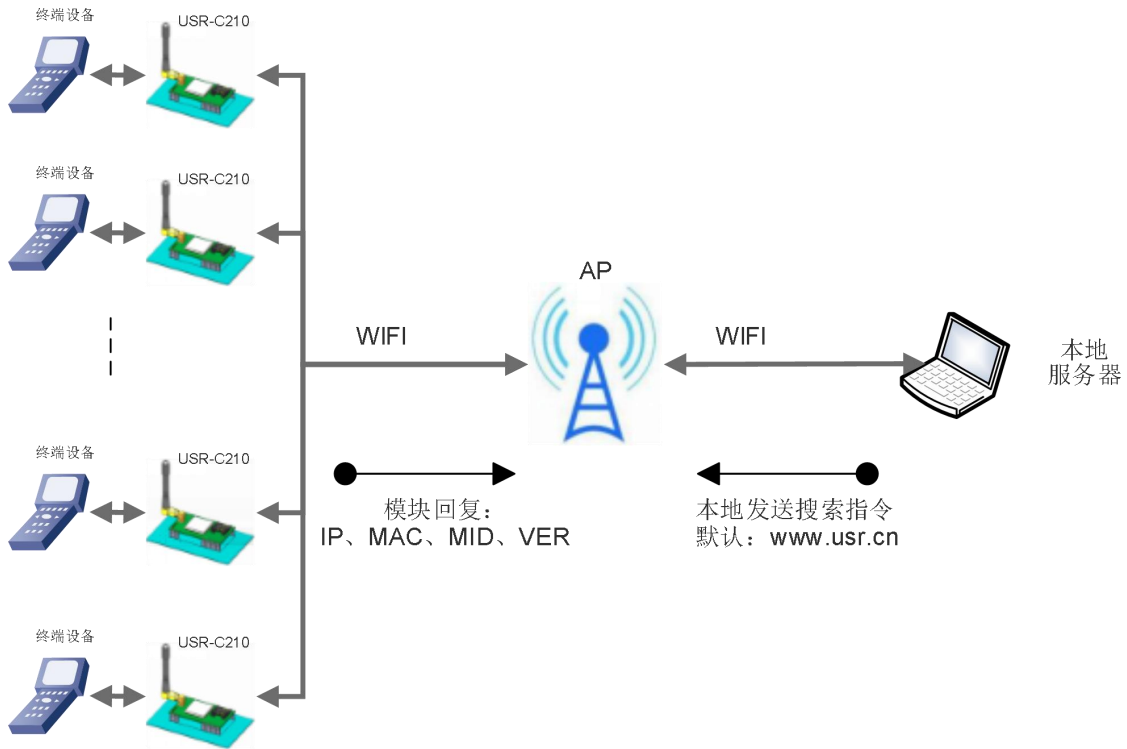 终端设备
USR-C210
终端设备
USR-C210
AP
WIFI
WIFI
本地
服务器
终端设备
USR-C210
模块回复：
IP、MAC、MID、VER
本地发送搜索指令
默认：www.usr.cn
终端设备
USR-C210